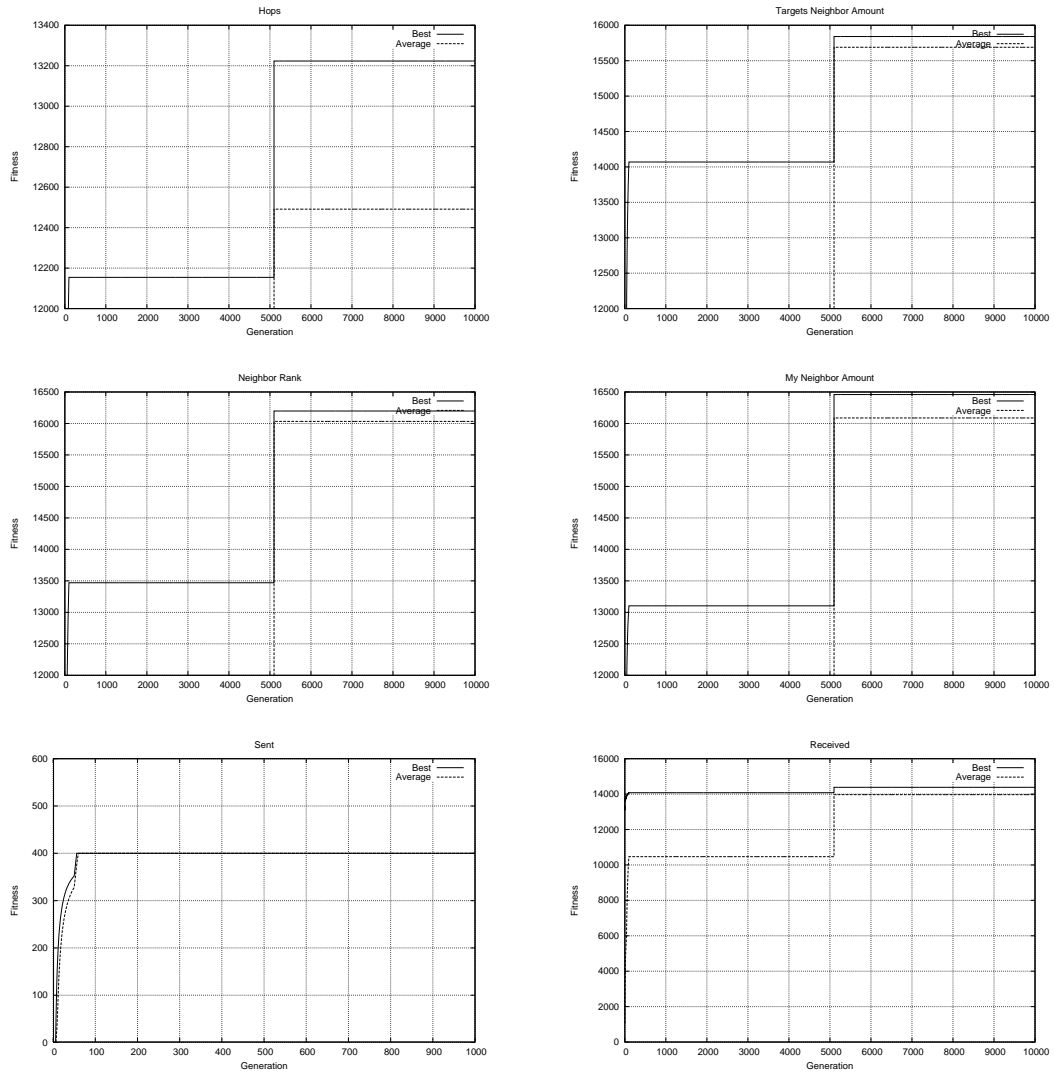 Hops
13400
13200
13000
12800
12600
12400
12200
12000
Fitness
Best
Average
0 1000 2000 3000 4000 5000 6000 7000 8000 9000 10000
Generation
Targets Neighbor Amount
16000
15500
15000
14500
14000
13500
13000
12500
12000
Fitness
Best
Average
0 1000 2000 3000 4000 5000 6000 7000 8000 9000 10000
Generation
Neighbor Rank
16500
16000
15500
15000
14500
14000
13500
13000
12500
12000
Fitness
Best
Average
0 1000 2000 3000 4000 5000 6000 7000 8000 9000 10000
Generation
My Neighbor Amount
16500
16000
15500
15000
14500
14000
13500
13000
12500
12000
Fitness
Best
Average
0 1000 2000 3000 4000 5000 6000 7000 8000 9000 10000
Generation
Sent
600
500
400
300
200
100
0
Fitness
Best
Average
0 100 200 300 400 500 600 700 800 900 1000
Generation
Received
16000
14000
12000
10000
8000
6000
4000
2000
0
Fitness
Best
Average
0 1000 2000 3000 4000 5000 6000 7000 8000 9000 10000
Generation